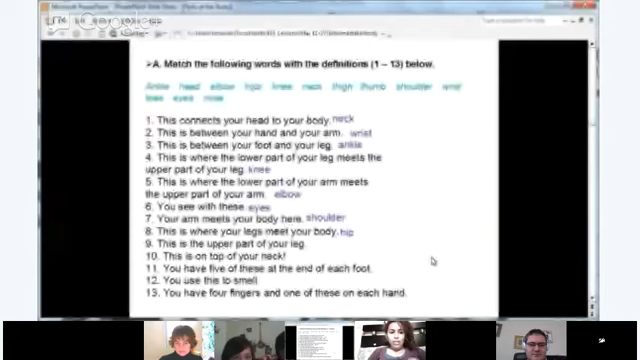 ➢A. Match the following words with the definitions (1 – 13) below.
Ankle head elbow hips knee neck thigh thumb shoulder wrist
toes eyes nose
1. This connects your head to your body. neck
2. This is between your hand and your arm. wrist
3. This is between your foot and your leg. ankle
4. This is where the lower part of your leg meets the
upper part of your leg. knee
5. This is where the lower part of your arm meets
the upper part of your arm. elbow
6. You see with these. eyes
7. Your arm meets your body here. shoulder
8. This is where your legs meet your body. hip
9. This is the upper part of your leg.
10. This is on top of your neck!
11. You have five of these at the end of each foot.
12. You use this to smell
13. You have four fingers and one of these on each hand.